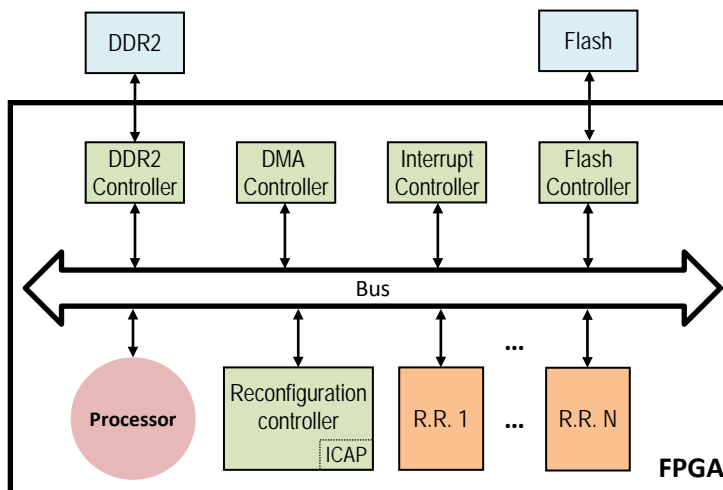 DDR2
Flash
DDR2
Controller
DMA
Controller
Interrupt
Controller
Flash
Controller
Bus
...
Processor
Reconfiguration
controller
ICAP
R.R. 1
...
R.R. N
FPGA